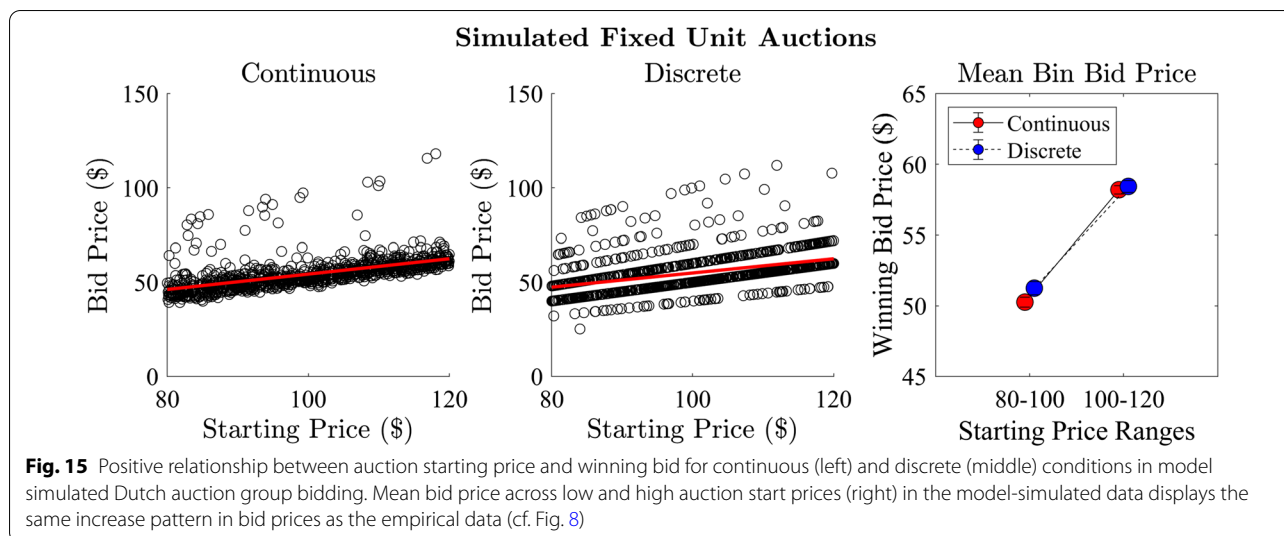 Simulated Fixed Unit Auctions
Continuous
150
100
50
0
80
100
120
Bid Price ($)
Starting Price ($)
Discrete
150
100
50
0
80
100
120
Bid Price ($)
Starting Price ($)
Mean Bin Bid Price
65
60
55
50
45
Continuous
Discrete
80-100
100-120
Winning Bid Price ($)
Starting Price Ranges
Fig. 15 Positive relationship between auction starting price and winning bid for continuous (left) and discrete (middle) conditions in model
simulated Dutch auction group bidding. Mean bid price across low and high auction start prices (right) in the model-simulated data displays the
same increase pattern in bid prices as the empirical data (cf. Fig. 8)